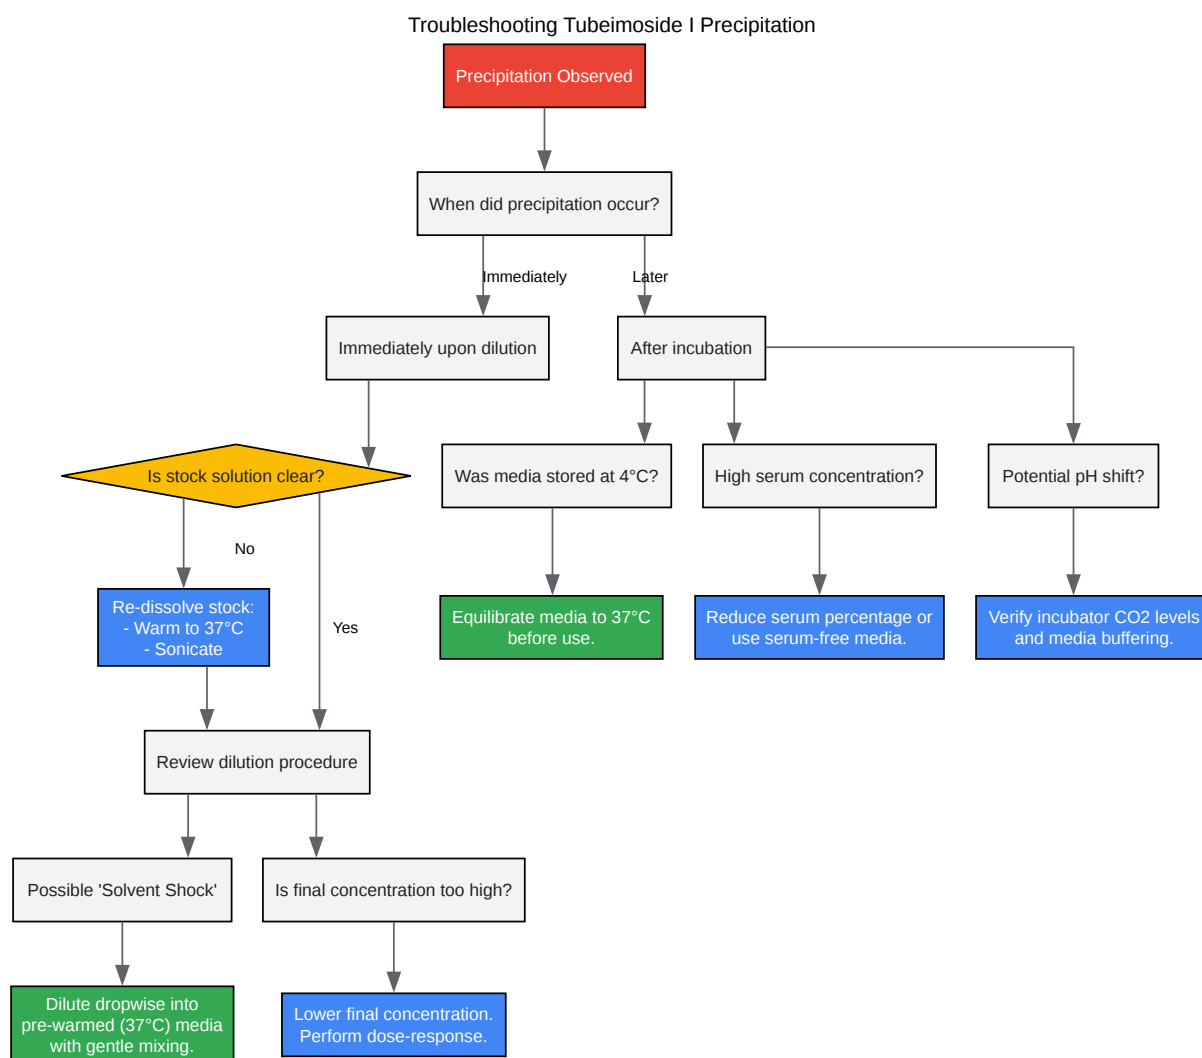 Troubleshooting Tubeimoside I Precipitation
Precipitation Observed
When did precipitation occur?
Immediately
Later
Immediately upon dilution
After incubation
Is stock solution clear?
Was media stored at 4°C?
High serum concentration?
Potential pH shift?
No
Re-dissolve stock:
- Warm to 37°C
- Sonicate
Yes
Equilibrate media to 37°C
before use.
Reduce serum percentage or
use serum-free media.
Verify incubator CO2 levels
and media buffering.
Review dilution procedure
Possible 'Solvent Shock'
Is final concentration too high?
Dilute dropwise into
pre-warmed (37°C) media
with gentle mixing.
Lower final concentration.
Perform dose-response.